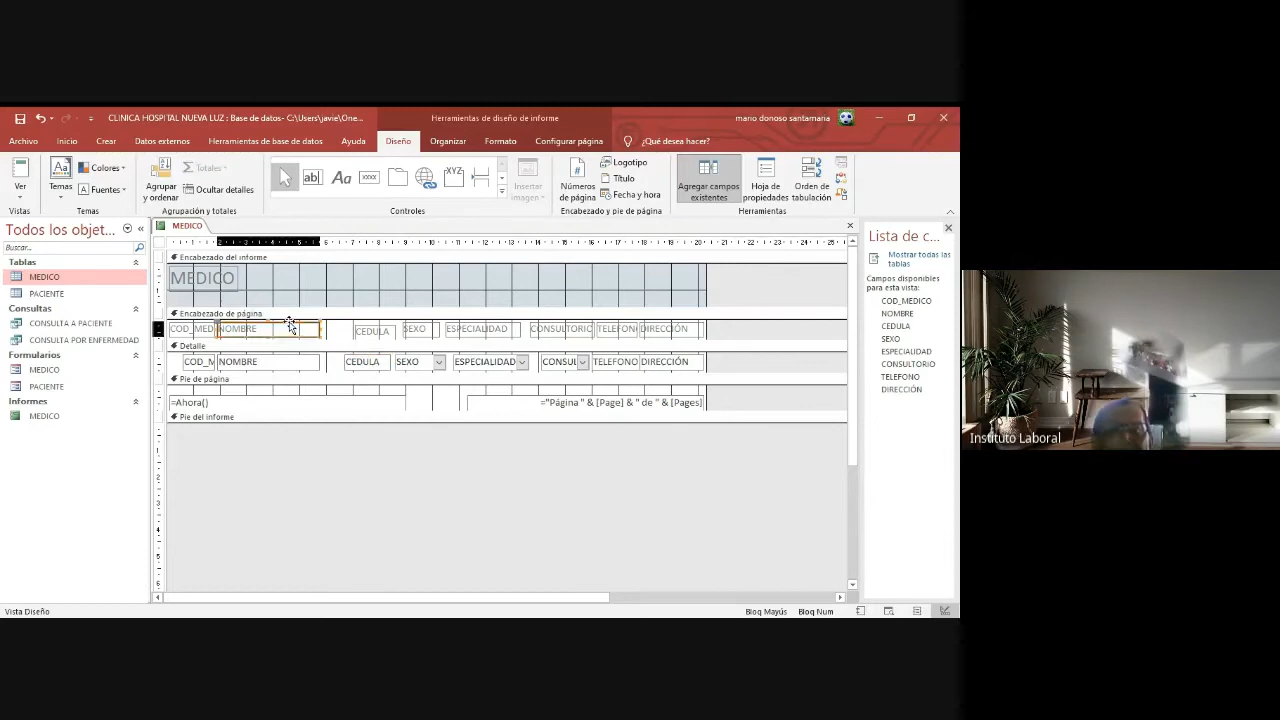 CLINICA HOSPITAL NUEVA LUZ : Base de datos- C:\Users\javie\One...
Herramientas de diseño de informe
mario donoso santamaria
Archivo
Inicio
Crear
Datos externos
Herramientas de base de datos
Ayuda
Diseño
Organizar
Formato
Configurar página
¿Qué desea hacer?
Ver
Vistas
Temas
Colores
Fuentes
Temas
Agrupar y ordenar
Totales
Ocultar detalles
Agrupación y totales
ab|
Aa
xxxx
XYZ
Controles
Insertar imagen
Números de página
Logotipo
Título
Fecha y hora
Encabezado y pie de página
Agregar campos existentes
Hoja de propiedades
Orden de tabulación
Herramientas
Todos los objet...
Buscar...
Tablas
MEDICO
PACIENTE
Consultas
CONSULTA A PACIENTE
CONSULTA POR ENFERMEDAD
Formularios
MEDICO
PACIENTE
Informes
MEDICO
MEDICO
Encabezado del informe
MEDICO
Encabezado de página
COD_MED NOMBRE CEDULA SEXO ESPECIALIDAD CONSULTORIO TELEFON DIRECCIÓN
Detalle
COD_M NOMBRE CEDULA SEXO ESPECIALIDAD CONSUL TELEFONO DIRECCIÓN
Pie de página
=Ahora() ="Página " & [Page] & " de " & [Pages]
Pie del informe
Lista de c...
Mostrar todas las
tablas
Campos disponibles
para esta vista:
COD_MEDICO
NOMBRE
CEDULA
SEXO
ESPECIALIDAD
CONSULTORIO
TELEFONO
DIRECCIÓN
Vista Diseño
Bloq Mayús
Bloq Num
Instituto Laboral